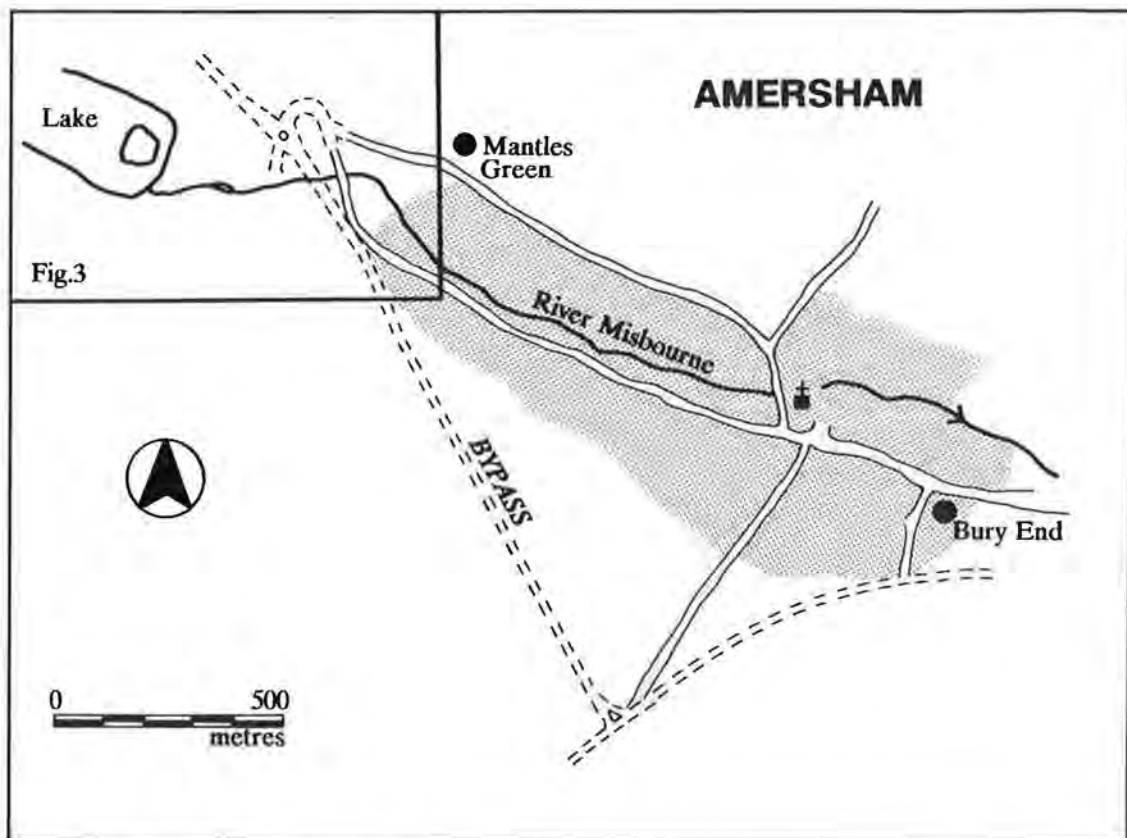 AMERSHAM
Lake
Mantles
Green
Fig.3
River Misbourne
BYPASS
Bury End
0 500
metres